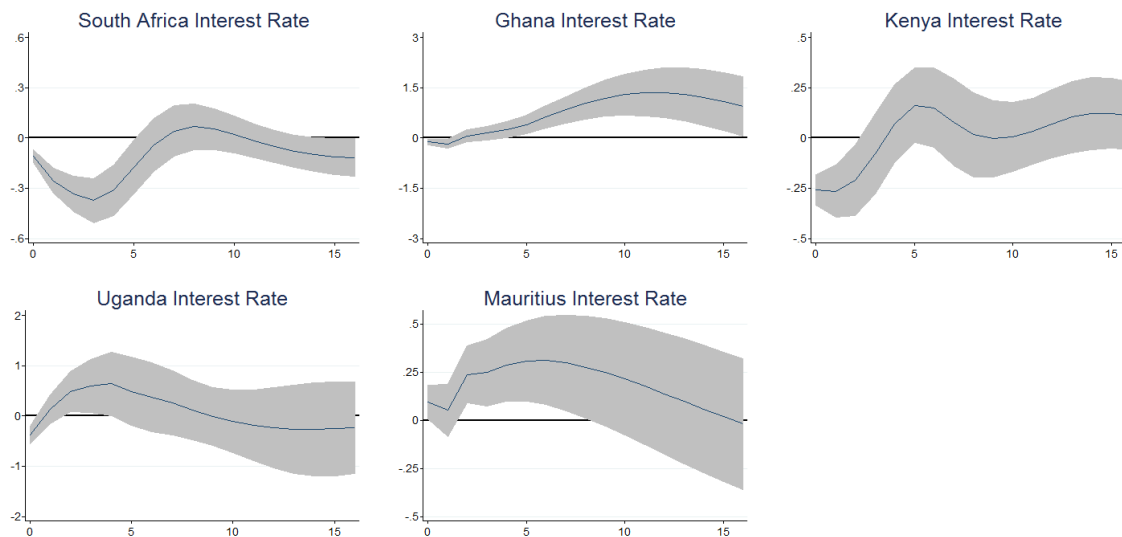 South Africa Interest Rate
.6
.3
0
-.3
-.6
0 5 10 15
Ghana Interest Rate
3
1.5
0
-1.5
-3
0 5 10 15
Kenya Interest Rate
.5
.25
0
-.25
-.5
0 5 10 15
Uganda Interest Rate
2
1
0
-1
-2
0 5 10 15
Mauritius Interest Rate
.5
.25
0
-.25
-.5
0 5 10 15